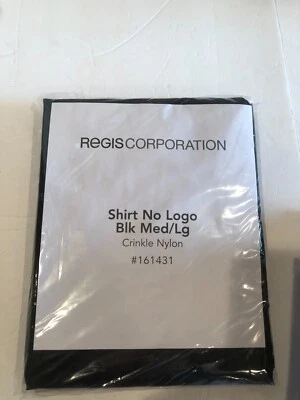 REGISCORPORATION
Shirt No Logo
Blk Med/Lg
Crinkle Nylon
#161431